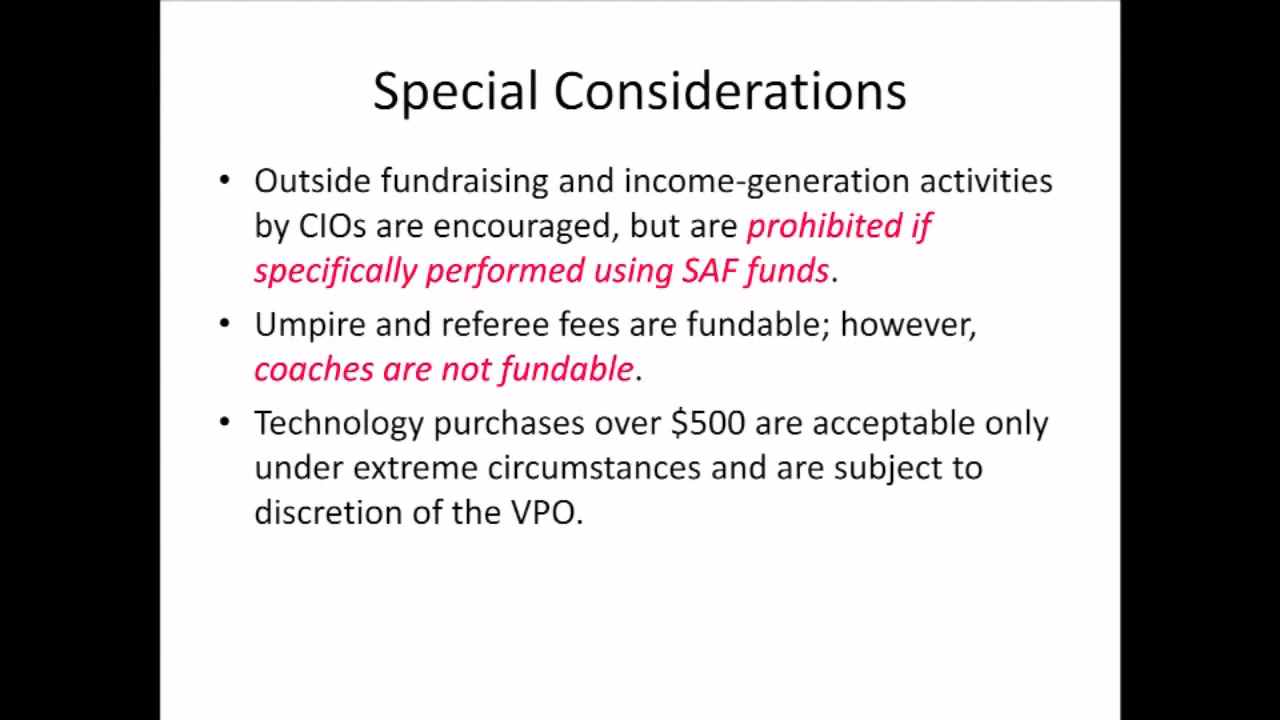 Special Considerations
• Outside fundraising and income-generation activities
by CIOs are encouraged, but are prohibited if
specifically performed using SAF funds.
• Umpire and referee fees are fundable; however,
coaches are not fundable.
• Technology purchases over $500 are acceptable only
under extreme circumstances and are subject to
discretion of the VPO.